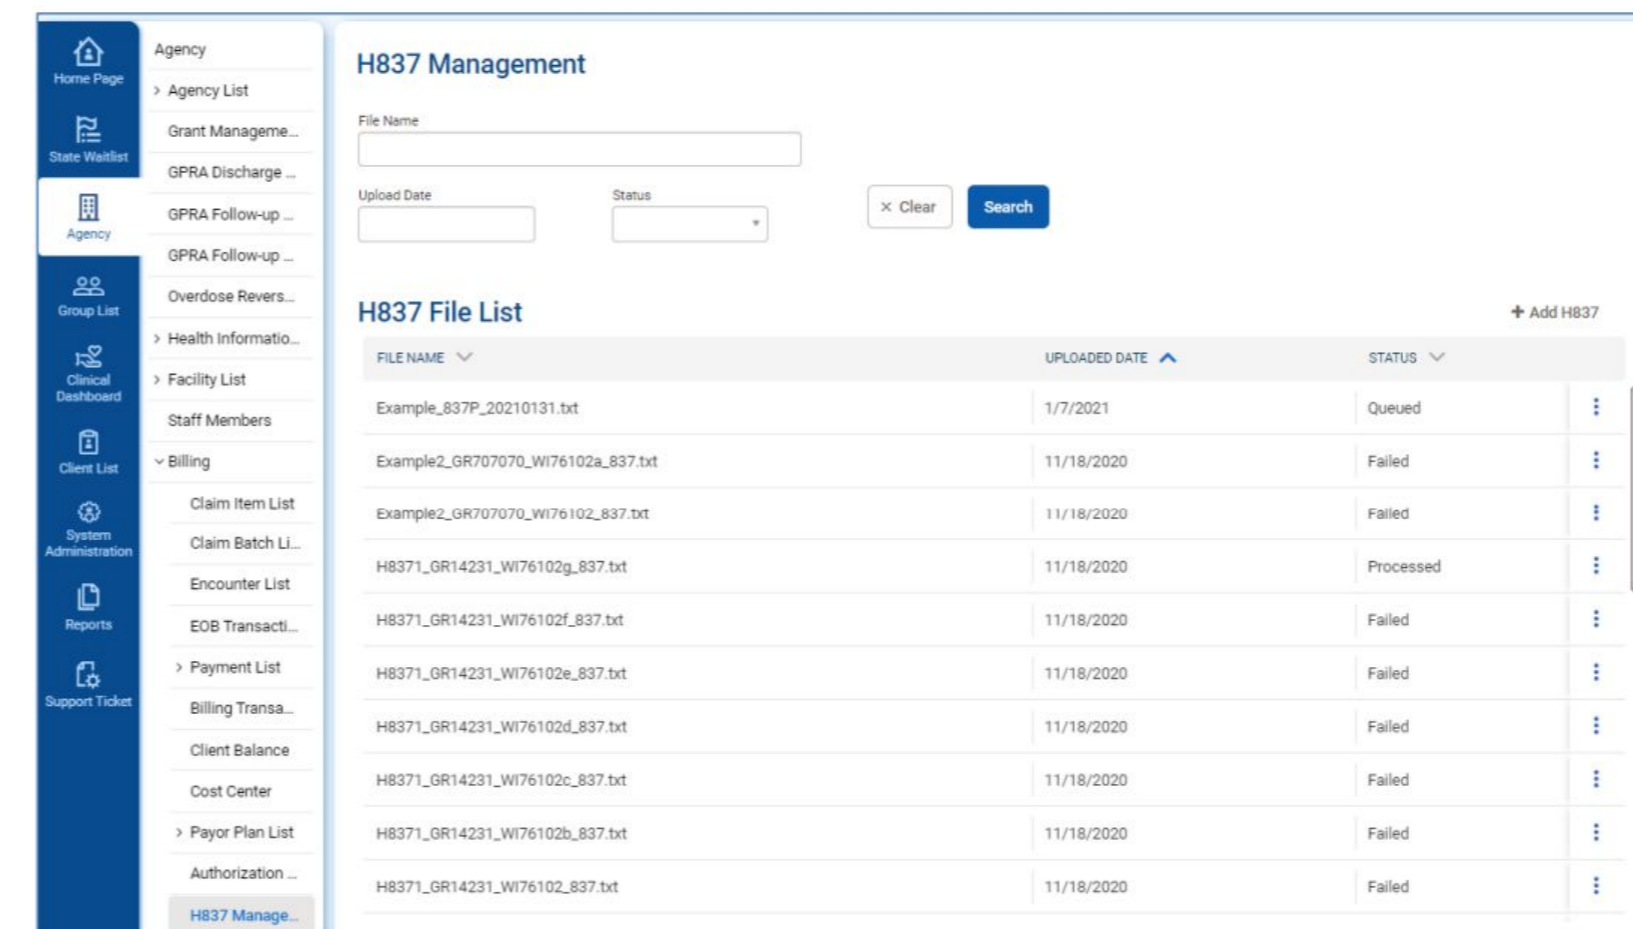 Home Page
State Waitlist
Agency
Group List
Clinical
Dashboard
Client List
System
Administration
Reports
Support Ticket
Agency
Agency List
Grant Manageme...
GPRA Discharge ...
GPRA Follow-up ...
GPRA Follow-up ...
Overdose Revers...
Health Informatio...
Facility List
Staff Members
Billing
Claim Item List
Claim Batch Li...
Encounter List
EOB Transacti...
Payment List
Billing Transa...
Client Balance
Cost Center
Payor Plan List
Authorization ...
H837 Manage...
H837 Management
File Name
Upload Date Status
× Clear Search
H837 File List + Add H837
FILE NAME UPLOADED DATE STATUS
Example_837P_20210131.txt 1/7/2021 Queued
Example2_GR707070_WI76102a_837.txt 11/18/2020 Failed
Example2_GR707070_WI76102_837.txt 11/18/2020 Failed
H8371_GR14231_WI76102g_837.txt 11/18/2020 Processed
H8371_GR14231_WI76102f_837.txt 11/18/2020 Failed
H8371_GR14231_WI76102e_837.txt 11/18/2020 Failed
H8371_GR14231_WI76102d_837.txt 11/18/2020 Failed
H8371_GR14231_WI76102c_837.txt 11/18/2020 Failed
H8371_GR14231_WI76102b_837.txt 11/18/2020 Failed
H8371_GR14231_WI76102_837.txt 11/18/2020 Failed